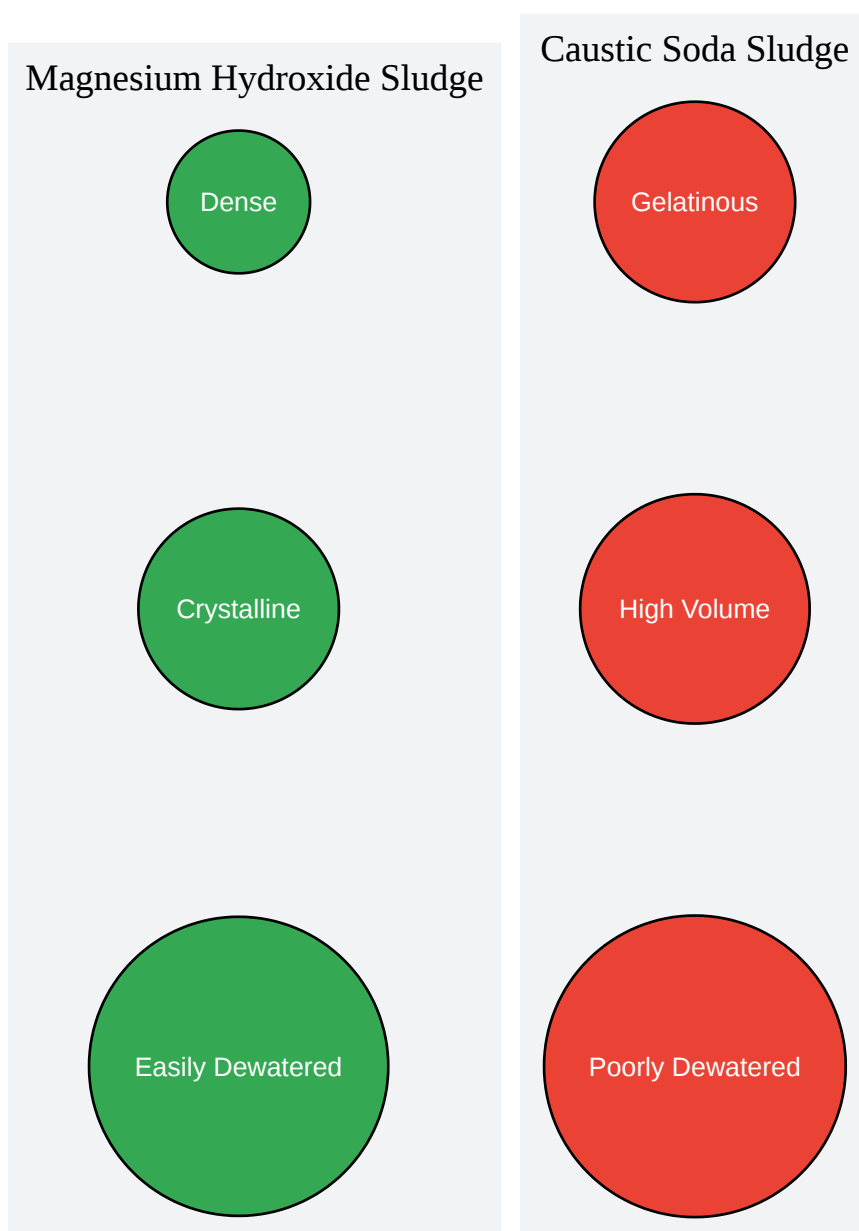 Magnesium Hydroxide Sludge
Dense
Crystalline
Easily Dewatered
Caustic Soda Sludge
Gelatinous
High Volume
Poorly Dewatered